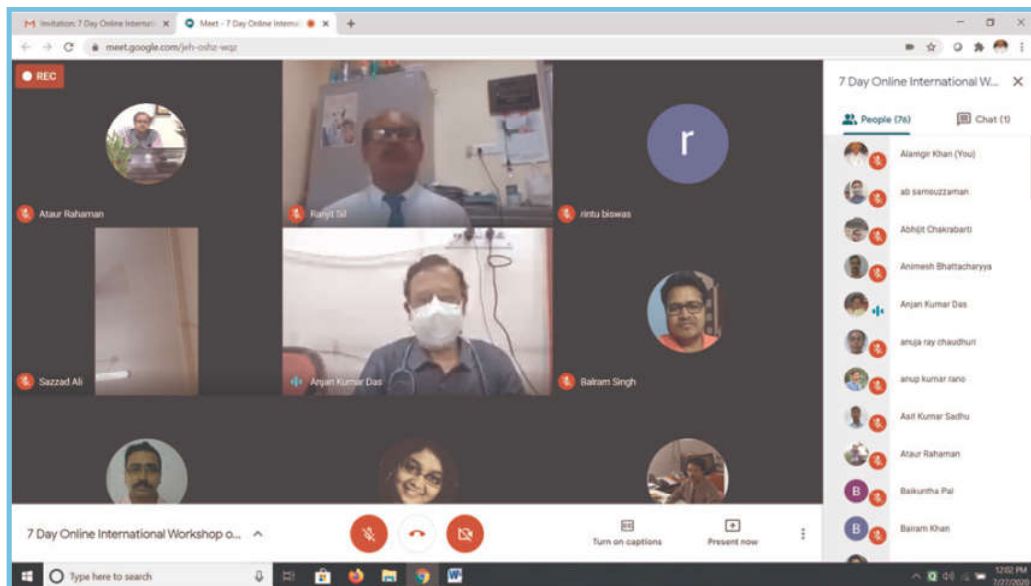 Invitation: 7 Day Online Internati
Meet - 7 Day Online Internat
meet.google.com/jeh-oshz-wqz
REC
7 Day Online International W...
People (76)
Chat (1)
Ataur Rahaman
Ranjit Sil
r
rintu biswas
Sazzad Ali
Anjan Kumar Das
Balram Singh
Alamgir Khan (You)
ab samsuzzaman
Abhijit Chakrabarti
Animesh Bhattacharyya
Anjan Kumar Das
anuja ray chaudhuri
anup kumar rano
Asit Kumar Sadhu
Ataur Rahaman
B
Baikuntha Pal
B
Bairam Khan
7 Day Online International Workshop o...
Turn on captions
Present now
Type here to search
12:02 PM
7/27/2020